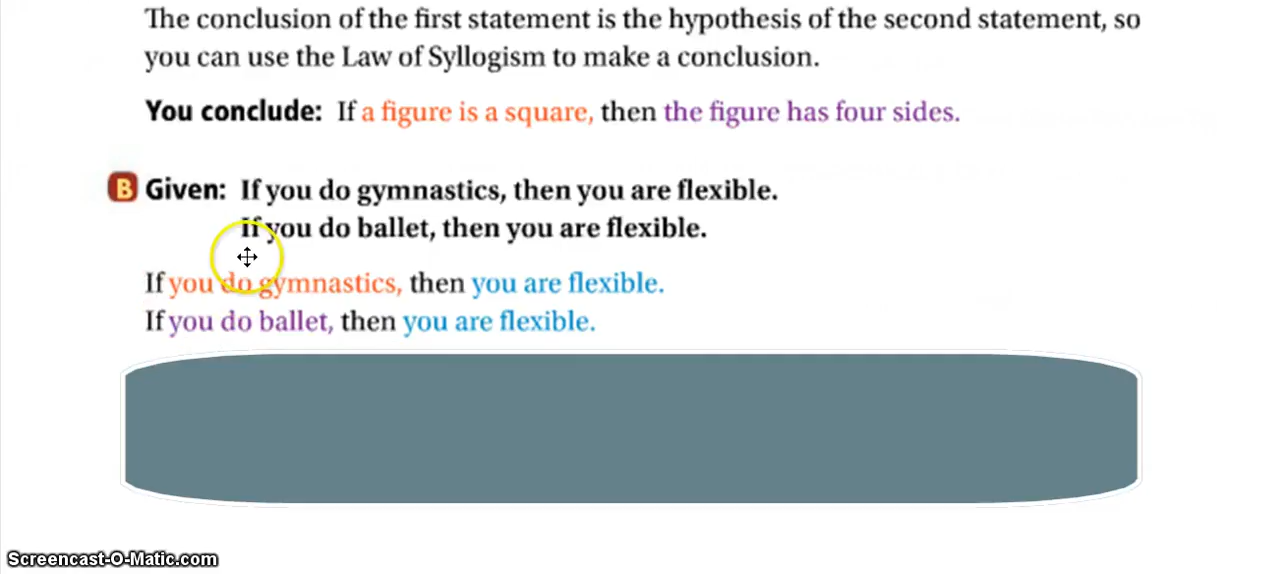 The conclusion of the first statement is the hypothesis of the second statement, so
you can use the Law of Syllogism to make a conclusion.
You conclude: If a figure is a square, then the figure has four sides.
B Given: If you do gymnastics, then you are flexible.
If you do ballet, then you are flexible.
If you do gymnastics, then you are flexible.
If you do ballet, then you are flexible.
Screencast-O-Matic.com